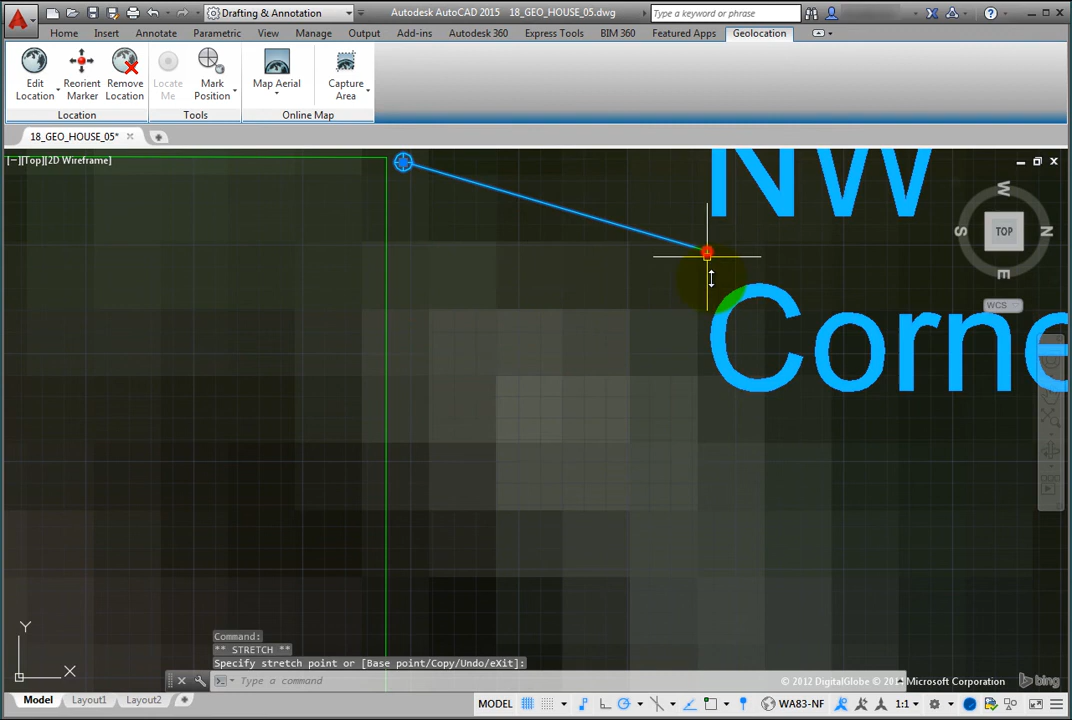 Drafting & Annotation
Autodesk AutoCAD 2015 18_GEO_HOUSE_05.dwg
Type a keyword or phrase
Home Insert Annotate Parametric View Manage Output Add-ins Autodesk 360 Express Tools BIM 360 Featured Apps Geolocation
Edit Location
Reorient Marker
Remove Location
Locate Me
Mark Position
Map Aerial
Capture Area
Location Tools Online Map
18_GEO_HOUSE_05*
[−][Top][2D Wireframe]
NW
W
S TOP N
E
WCS
Corne
Y
X
Command:
** STRETCH **
Specify stretch point or [Base point/Copy/Undo/eXit]:
Type a command
© 2012 DigitalGlobe
Microsoft Corporation
bing
Model Layout1 Layout2
MODEL WA83-NF 1:1